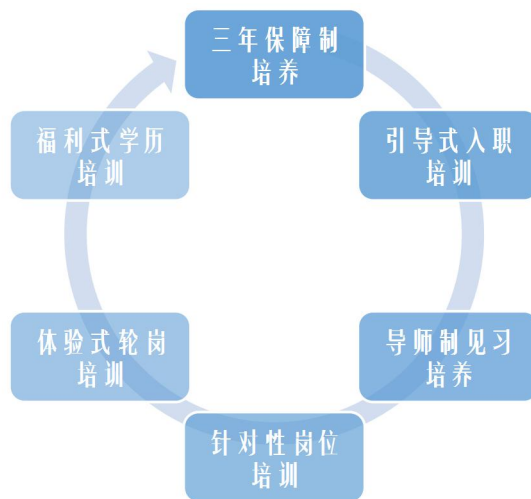 三年保障制
培养
引导式入职
培训
导师制见习
培养
针对性岗位
培训
体验式轮岗
培训
福利式学历
培训